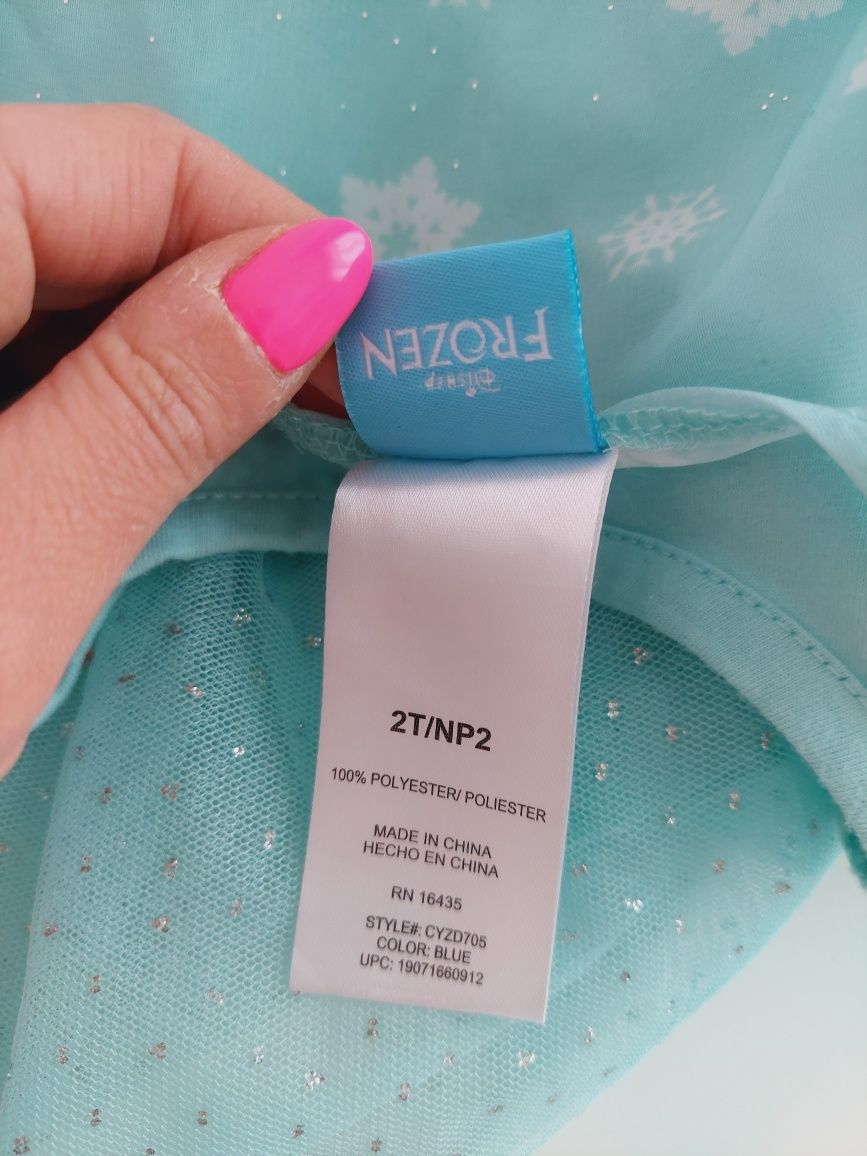 Disney
FROZEN
2T/NP2
100% POLYESTER/ POLIESTER
MADE IN CHINA
HECHO EN CHINA
RN 16435
STYLE#: CYZD705
COLOR: BLUE
UPC: 19071660912